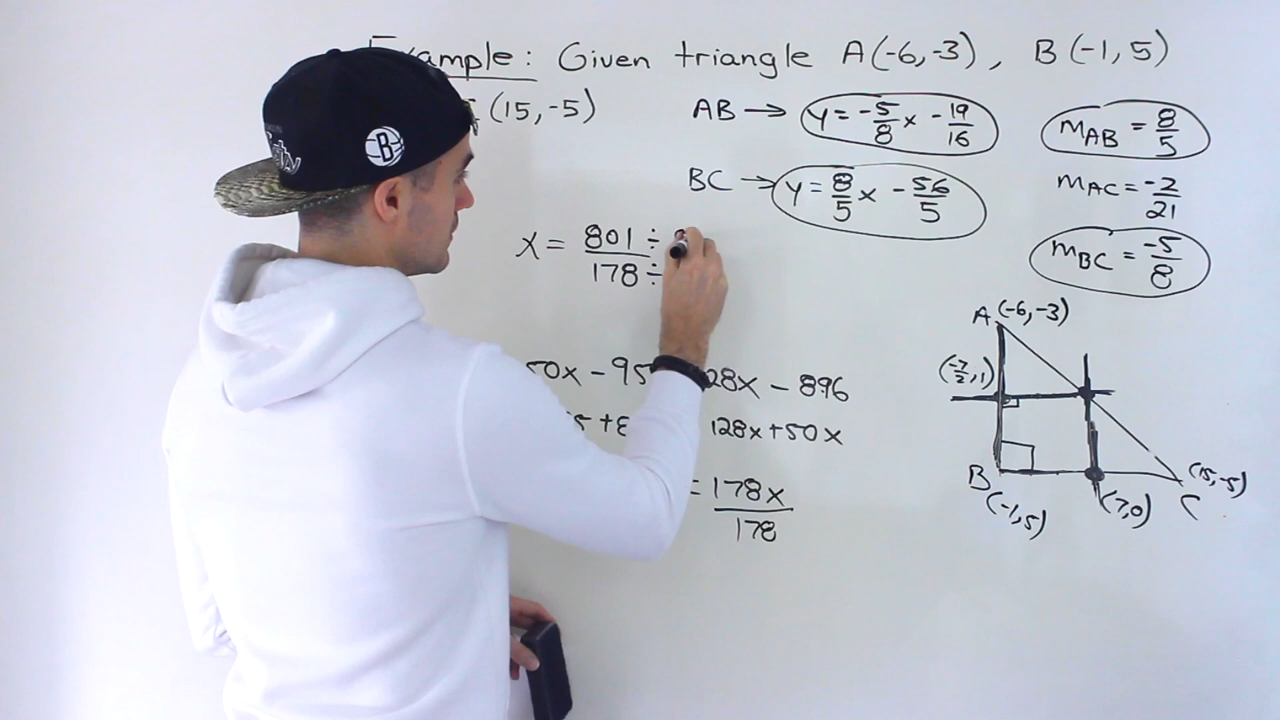 Example: Given triangle A(-6,-3), B(-1,5)
(15,-5)
AB → y = -5/8 x - 19/16
BC → y = 8/5 x - 56/5
m_AB = 8/5
m_AC = -2/21
m_BC = -5/8
x = 801 ÷
178 ÷
50x - 95 28x - 896
128x + 50x
= 178x
178
A (-6,-3)
(-7/2, 1)
B (-1,5)
(7,0)
C (15,-5)
B